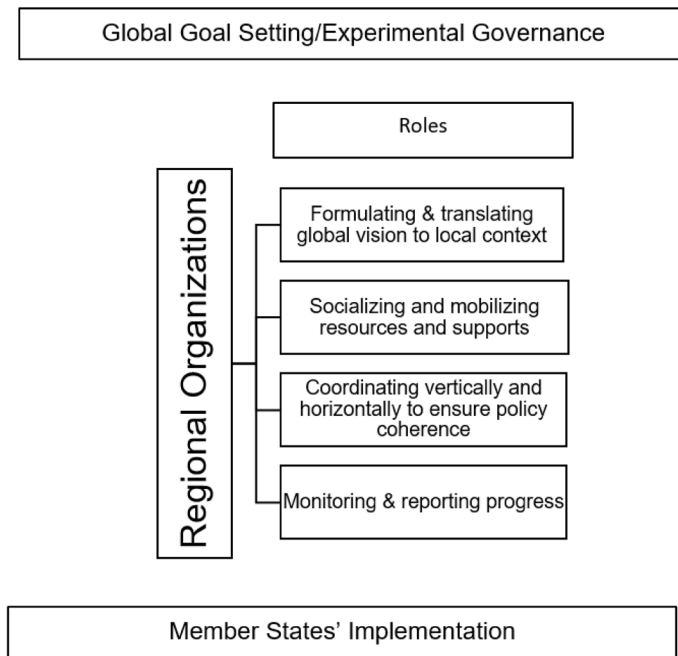 Global Goal Setting/Experimental Governance
Roles
Regional Organizations
Formulating & translating
global vision to local context
Socializing and mobilizing
resources and supports
Coordinating vertically and
horizontally to ensure policy
coherence
Monitoring & reporting progress
Member States’ Implementation